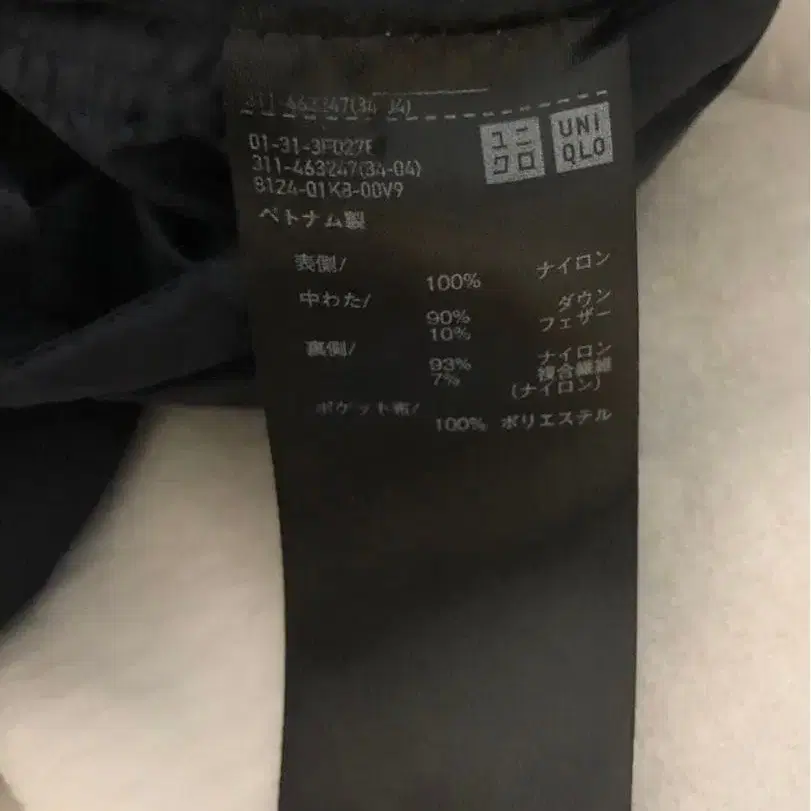 311-463247(34-04)
ユニクロ
UNIQLO
01-31-3F027E
311-463247(34-04)
8124-01K8-00V9
ベトナム製
表側/
100% ナイロン
中わた/
90% ダウン
10% フェザー
裏側/
93% ナイロン
7% 複合繊維
(ナイロン)
ポケット布/
100% ポリエステル